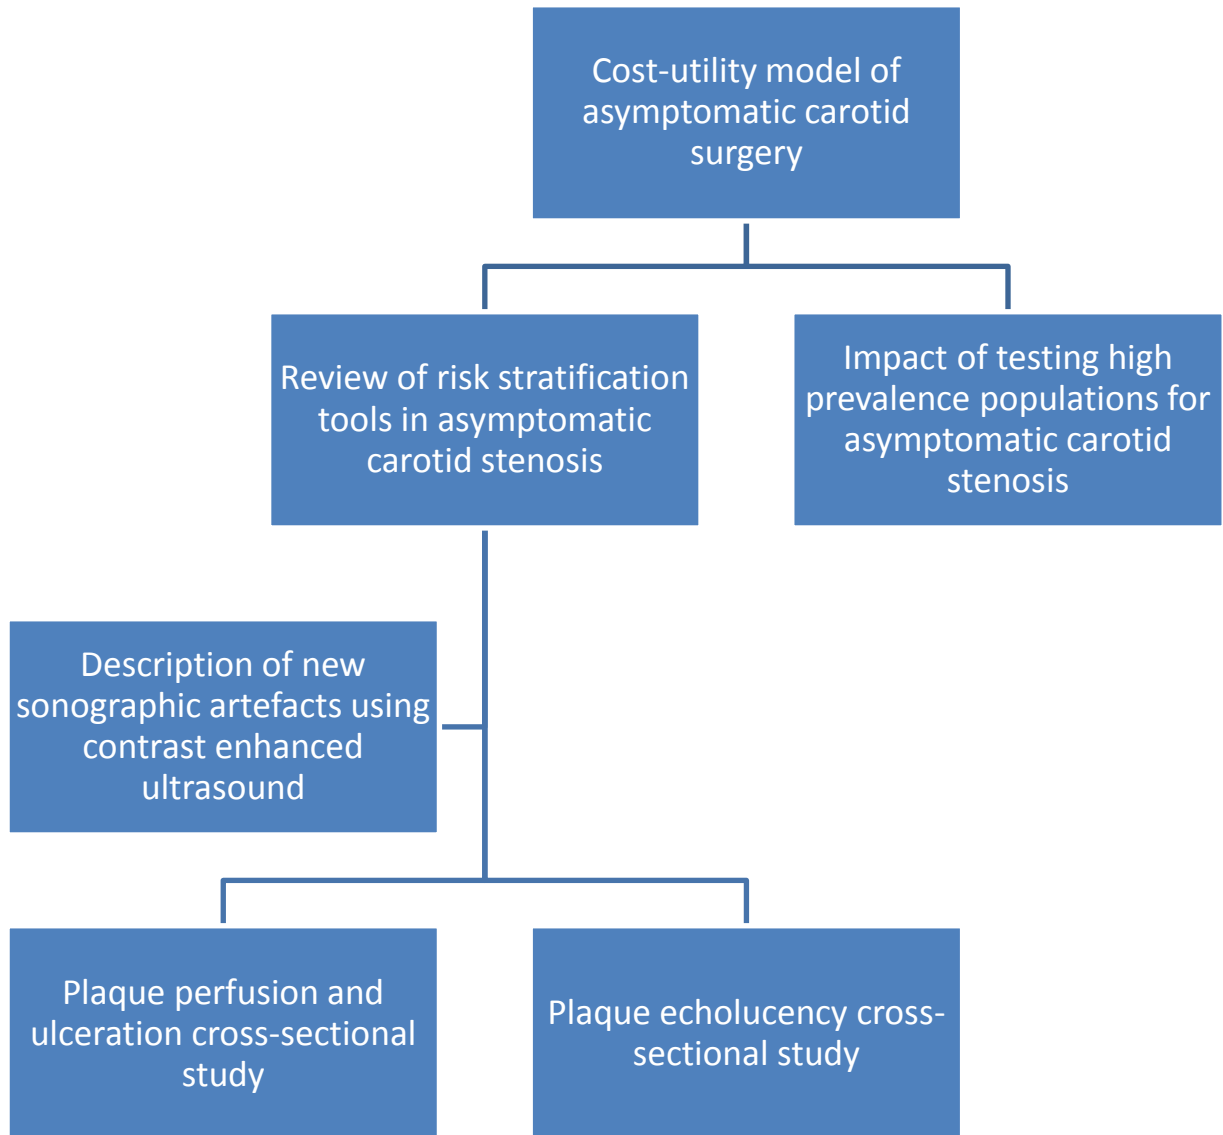 Cost-utility model of
asymptomatic carotid
surgery
Review of risk stratification
tools in asymptomatic
carotid stenosis
Impact of testing high
prevalence populations for
asymptomatic carotid
stenosis
Description of new
sonographic artefacts using
contrast enhanced
ultrasound
Plaque perfusion and
ulceration cross-sectional
study
Plaque echolucency cross-
sectional study